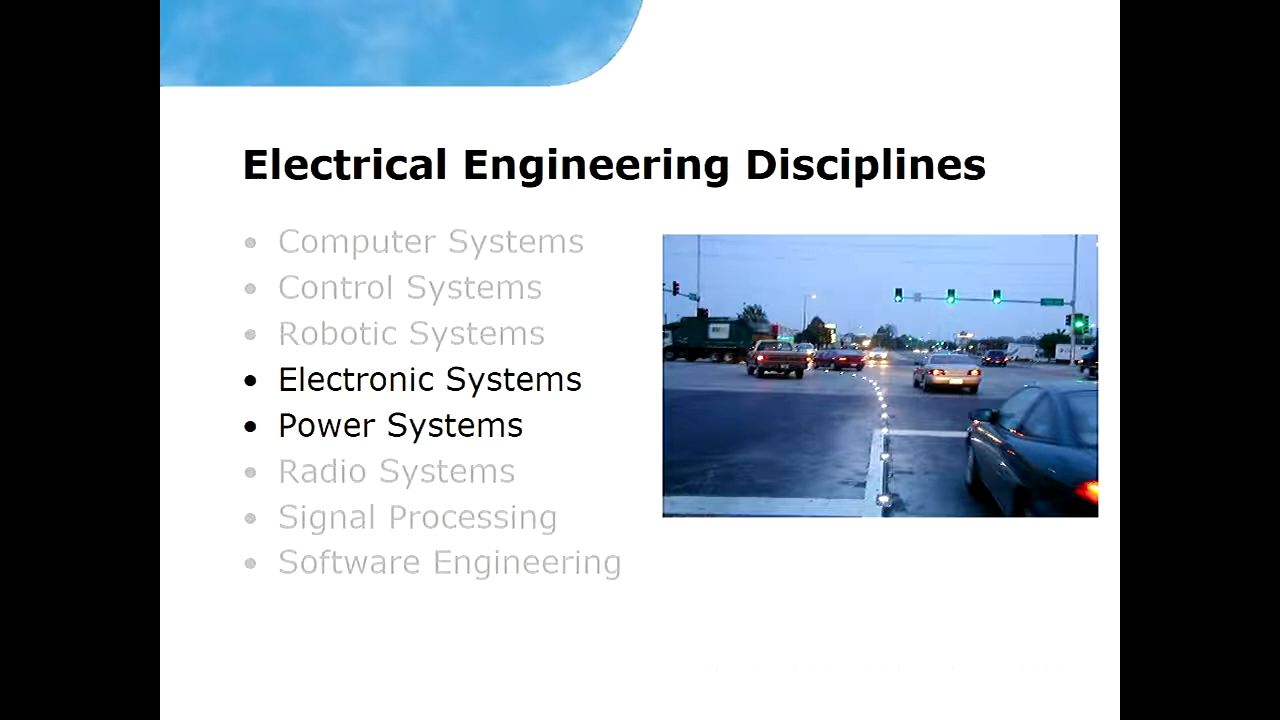 Electrical Engineering Disciplines
• Computer Systems
• Control Systems
• Robotic Systems
• Electronic Systems
• Power Systems
• Radio Systems
• Signal Processing
• Software Engineering